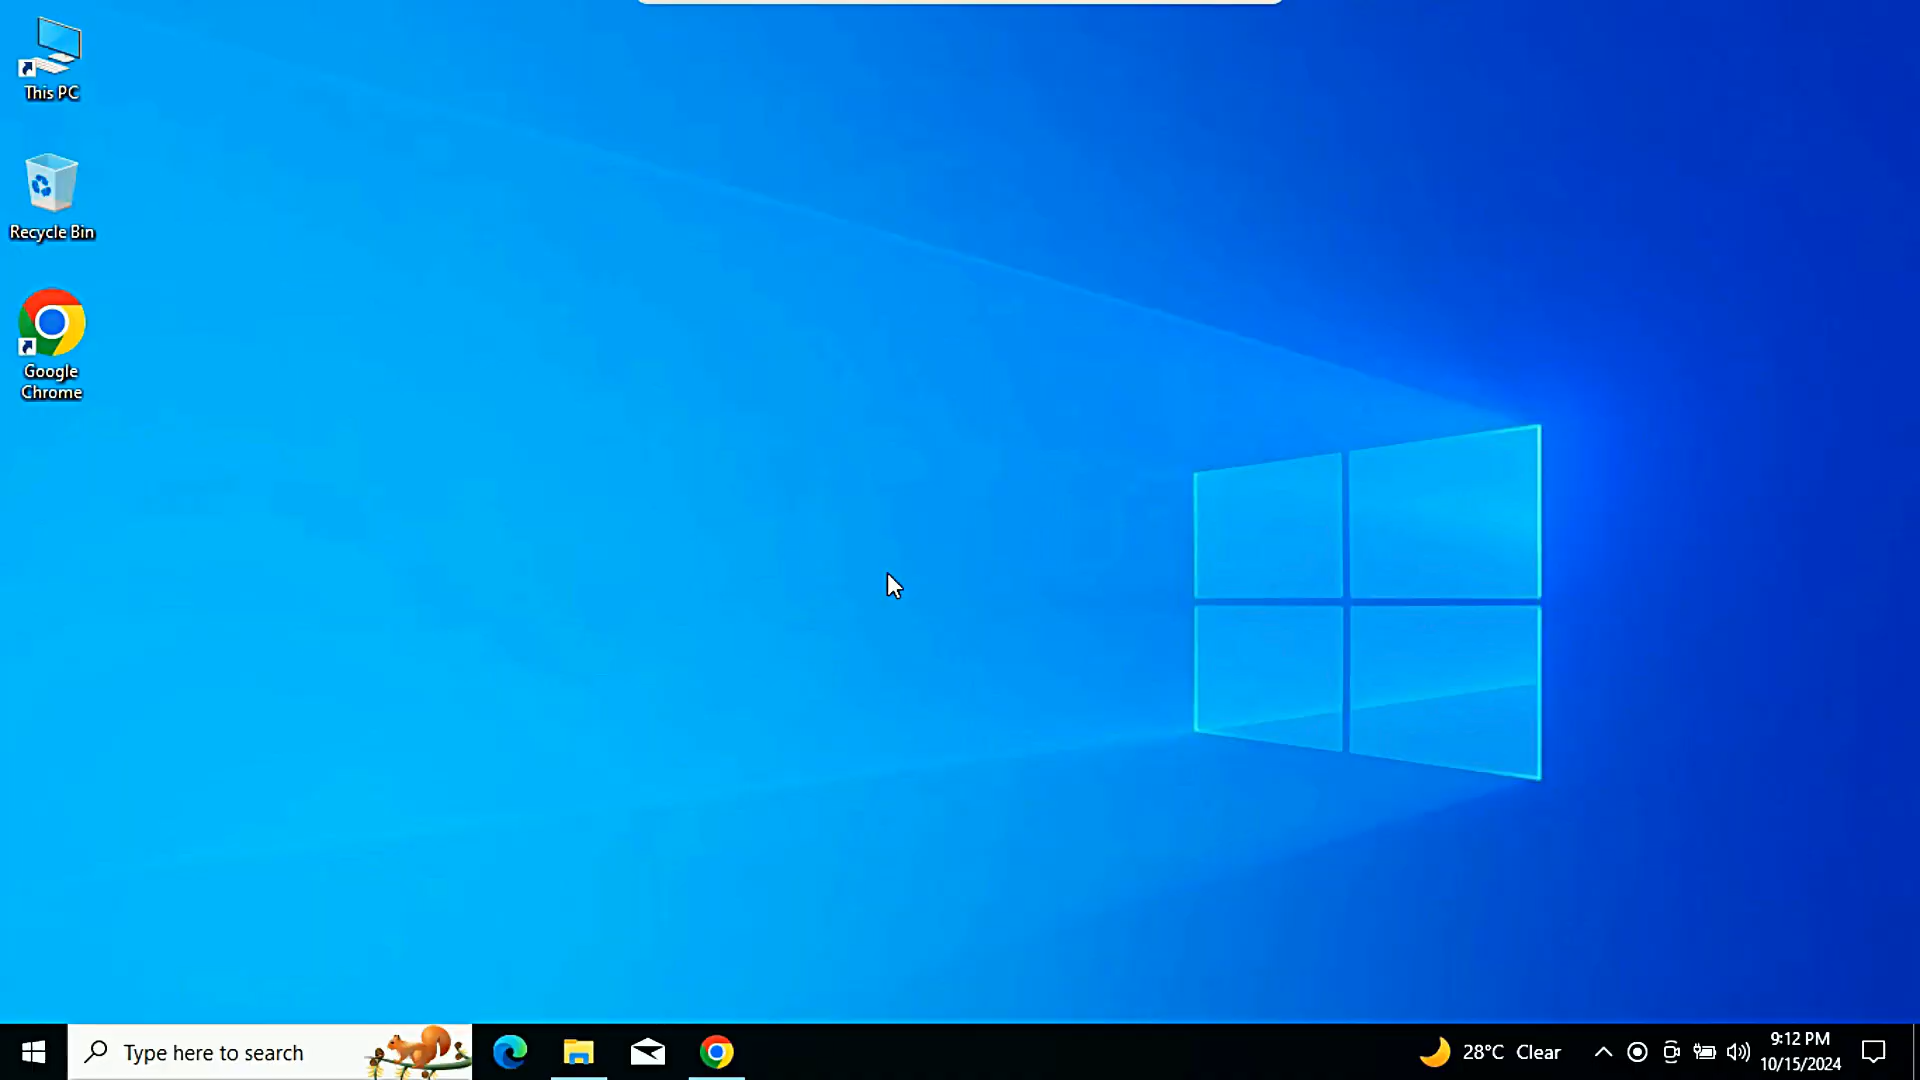 This PC
Recycle Bin
Google
Chrome
Type here to search
28°C Clear
9:12 PM
10/15/2024